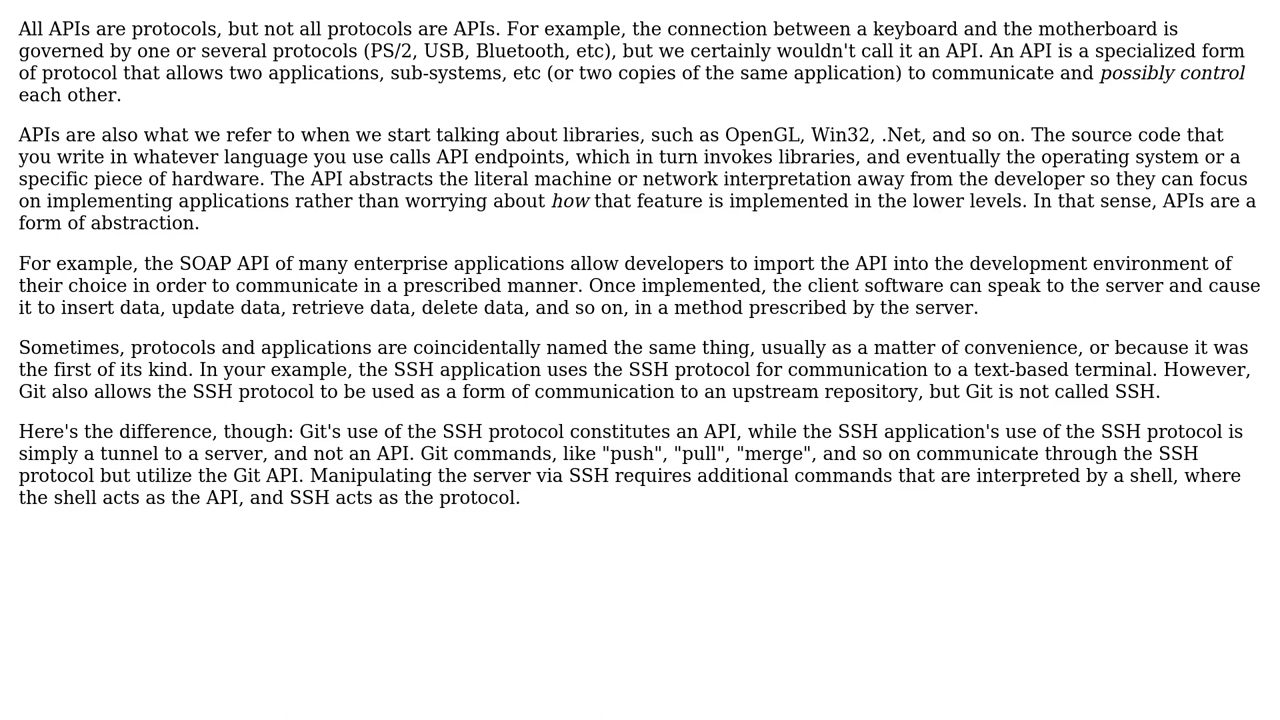 All APIs are protocols, but not all protocols are APIs. For example, the connection between a keyboard and the motherboard is
governed by one or several protocols (PS/2, USB, Bluetooth, etc), but we certainly wouldn't call it an API. An API is a specialized form
of protocol that allows two applications, sub-systems, etc (or two copies of the same application) to communicate and possibly control
each other.
APIs are also what we refer to when we start talking about libraries, such as OpenGL, Win32, .Net, and so on. The source code that
you write in whatever language you use calls API endpoints, which in turn invokes libraries, and eventually the operating system or a
specific piece of hardware. The API abstracts the literal machine or network interpretation away from the developer so they can focus
on implementing applications rather than worrying about how that feature is implemented in the lower levels. In that sense, APIs are a
form of abstraction.
For example, the SOAP API of many enterprise applications allow developers to import the API into the development environment of
their choice in order to communicate in a prescribed manner. Once implemented, the client software can speak to the server and cause
it to insert data, update data, retrieve data, delete data, and so on, in a method prescribed by the server.
Sometimes, protocols and applications are coincidentally named the same thing, usually as a matter of convenience, or because it was
the first of its kind. In your example, the SSH application uses the SSH protocol for communication to a text-based terminal. However,
Git also allows the SSH protocol to be used as a form of communication to an upstream repository, but Git is not called SSH.
Here's the difference, though: Git's use of the SSH protocol constitutes an API, while the SSH application's use of the SSH protocol is
simply a tunnel to a server, and not an API. Git commands, like "push", "pull", "merge", and so on communicate through the SSH
protocol but utilize the Git API. Manipulating the server via SSH requires additional commands that are interpreted by a shell, where
the shell acts as the API, and SSH acts as the protocol.